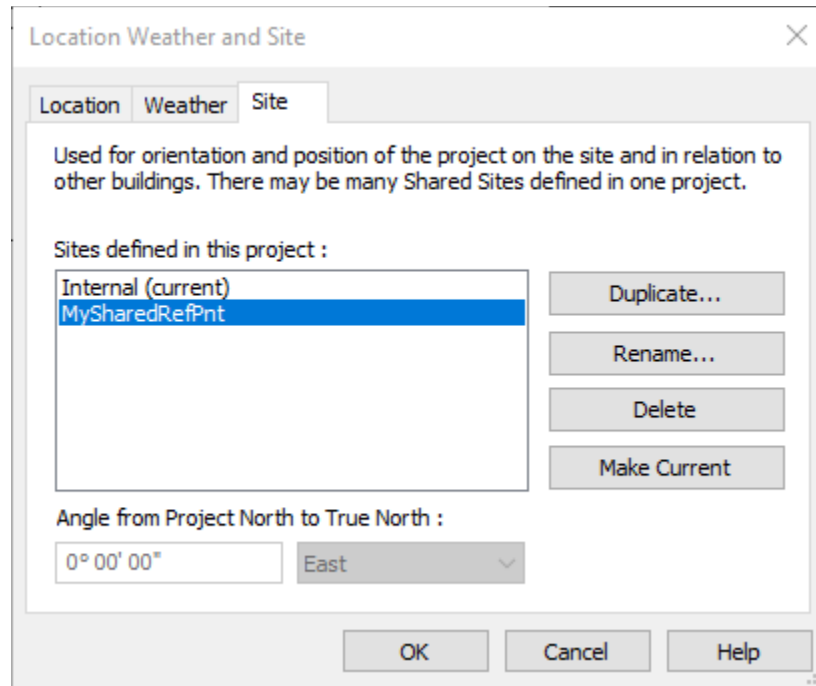 Location Weather and Site
Location Weather Site
Used for orientation and position of the project on the site and in relation to
other buildings. There may be many Shared Sites defined in one project.
Sites defined in this project :
Internal (current)
MySharedRefPnt
Duplicate...
Rename...
Delete
Make Current
Angle from Project North to True North :
0° 00' 00" East
OK Cancel Help